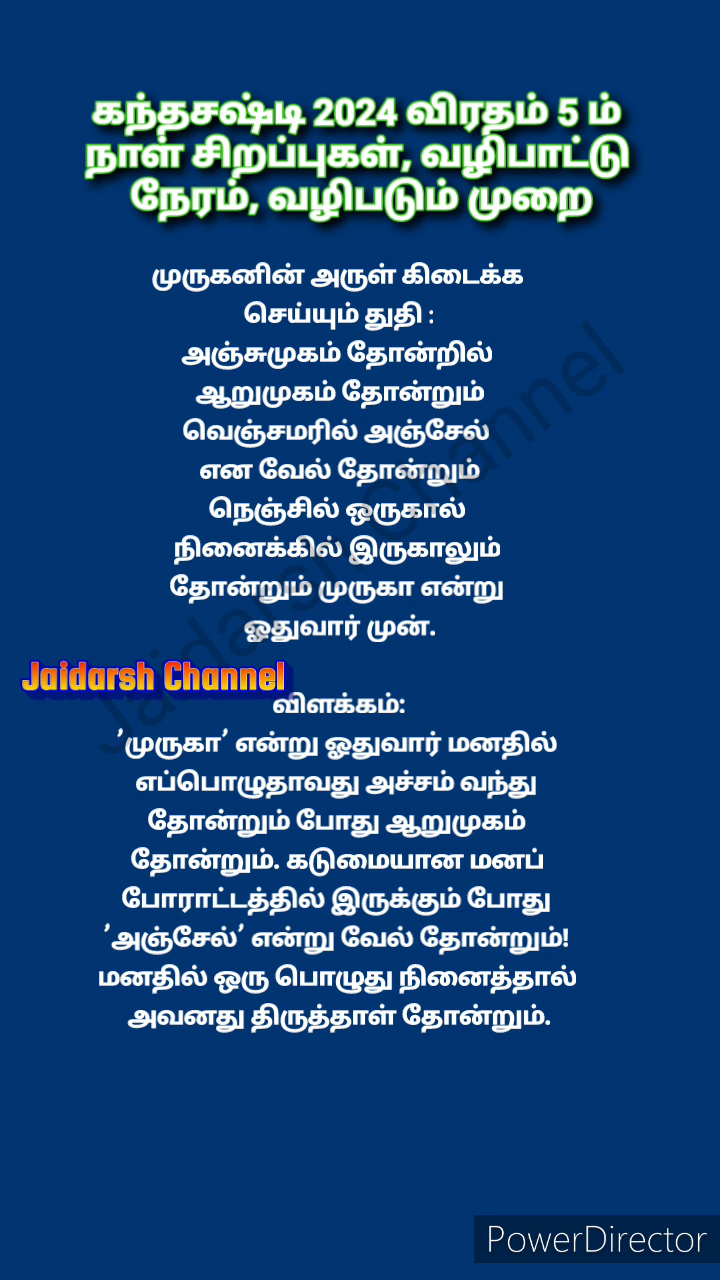 கந்தசஷ்டி 2024 விரதம் 5 ம்
நாள் சிறப்புகள், வழிபாட்டு
நேரம், வழிபடும் முறை
முருகனின் அருள் கிடைக்க
செய்யும் துதி :
அஞ்சுமுகம் தோன்றில்
ஆறுமுகம் தோன்றும்
வெஞ்சமரில் அஞ்சேல்
என வேல் தோன்றும்
நெஞ்சில் ஒருகால்
நினைக்கில் இருகாலும்
தோன்றும் முருகா என்று
ஓதுவார் முன்.
Jaidarsh Channel
Jaidarsh Channel
விளக்கம்:
’முருகா’ என்று ஓதுவார் மனதில்
எப்பொழுதாவது அச்சம் வந்து
தோன்றும் போது ஆறுமுகம்
தோன்றும். கடுமையான மனப்
போராட்டத்தில் இருக்கும் போது
’அஞ்சேல்’ என்று வேல் தோன்றும்!
மனதில் ஒரு பொழுது நினைத்தால்
அவனது திருத்தாள் தோன்றும்.
PowerDirector